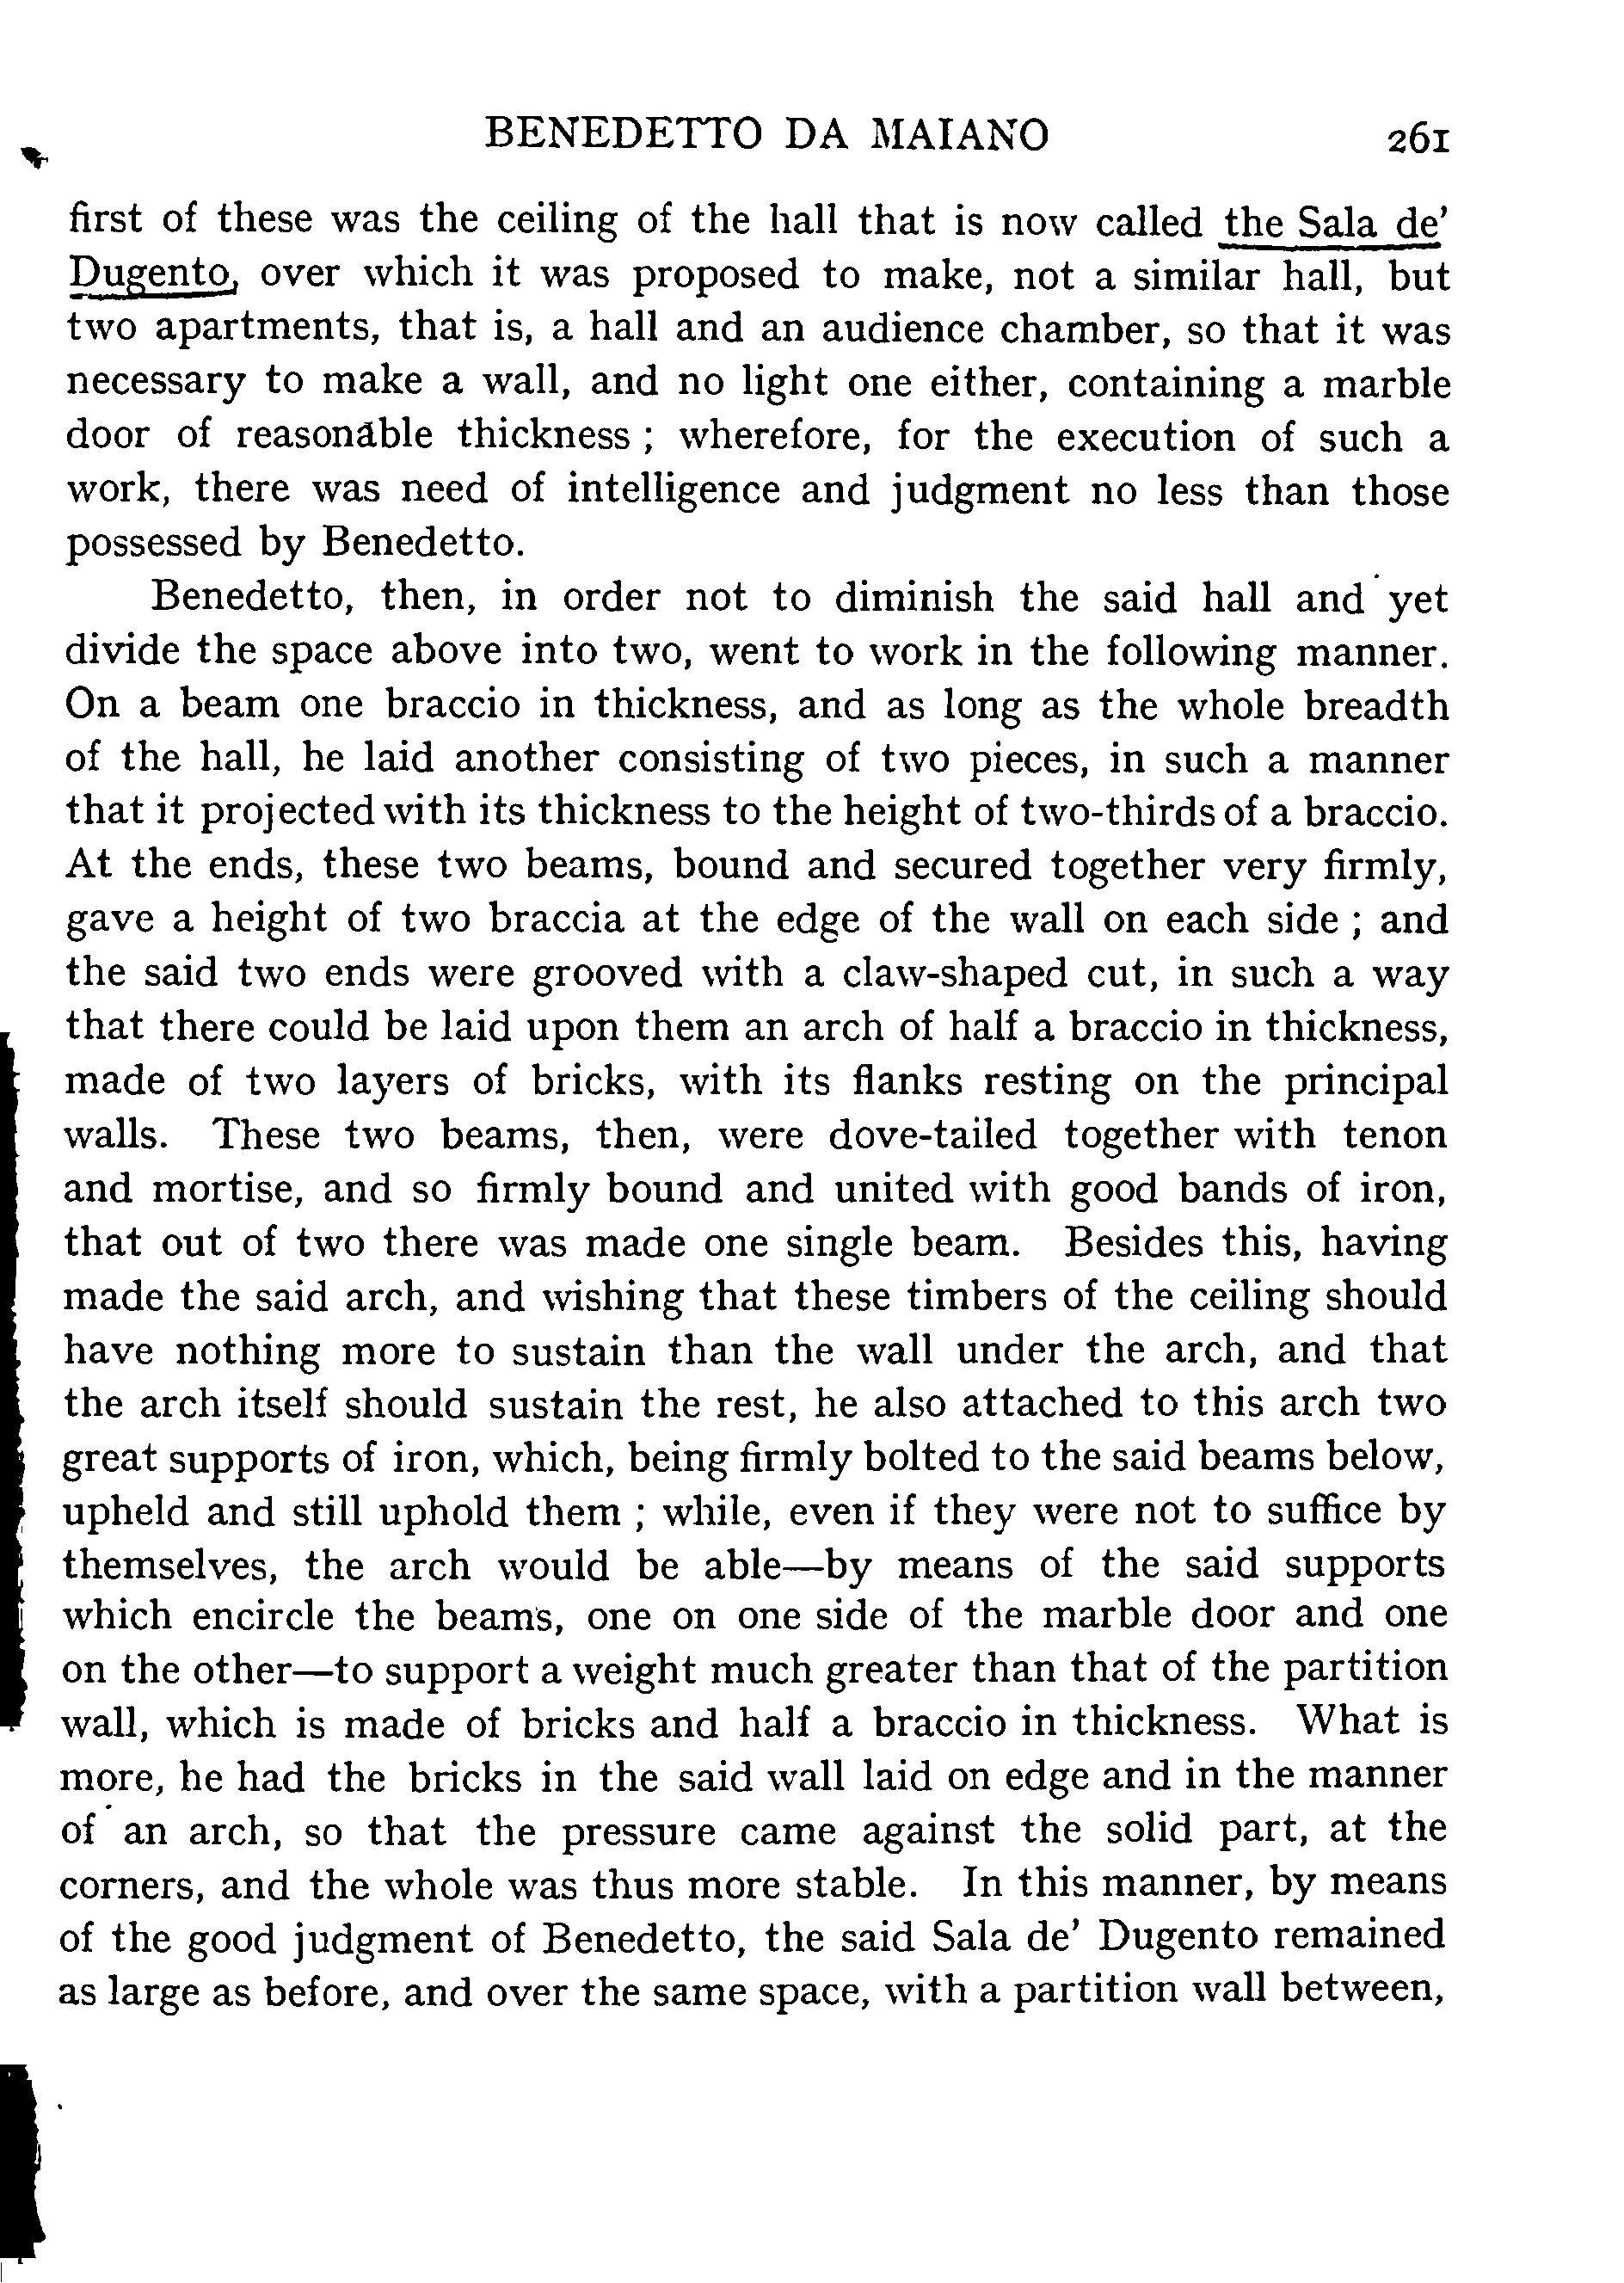 BENEDETTO DA MAIANO 261
first of these was the ceiling of the hall that is now called the Sala de'
Dugento, over which it was proposed to make, not a similar hall, but
two apartments, that is, a hall and an audience chamber, so that it was
necessary to make a wall, and no light one either, containing a marble
door of reasonable thickness ; wherefore, for the execution of such a
work, there was need of intelligence and judgment no less than those
possessed by Benedetto.
Benedetto, then, in order not to diminish the said hall and yet
divide the space above into two, went to work in the following manner.
On a beam one braccio in thickness, and as long as the whole breadth
of the hall, he laid another consisting of two pieces, in such a manner
that it projected with its thickness to the height of two-thirds of a braccio.
At the ends, these two beams, bound and secured together very firmly,
gave a height of two braccia at the edge of the wall on each side ; and
the said two ends were grooved with a claw-shaped cut, in such a way
that there could be laid upon them an arch of half a braccio in thickness,
made of two layers of bricks, with its flanks resting on the principal
walls. These two beams, then, were dove-tailed together with tenon
and mortise, and so firmly bound and united with good bands of iron,
that out of two there was made one single beam. Besides this, having
made the said arch, and wishing that these timbers of the ceiling should
have nothing more to sustain than the wall under the arch, and that
the arch itself should sustain the rest, he also attached to this arch two
great supports of iron, which, being firmly bolted to the said beams below,
upheld and still uphold them ; while, even if they were not to suffice by
themselves, the arch would be able—by means of the said supports
which encircle the beams, one on one side of the marble door and one
on the other—to support a weight much greater than that of the partition
wall, which is made of bricks and half a braccio in thickness. What is
more, he had the bricks in the said wall laid on edge and in the manner
of an arch, so that the pressure came against the solid part, at the
corners, and the whole was thus more stable. In this manner, by means
of the good judgment of Benedetto, the said Sala de' Dugento remained
as large as before, and over the same space, with a partition wall between,